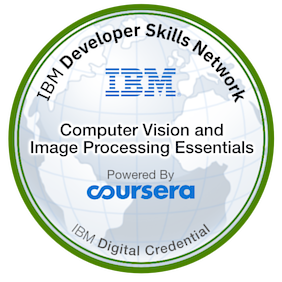 IBM Developer Skills Network
IBM
Computer Vision and
Image Processing Essentials
Powered By
coursera
IBM Digital Credential